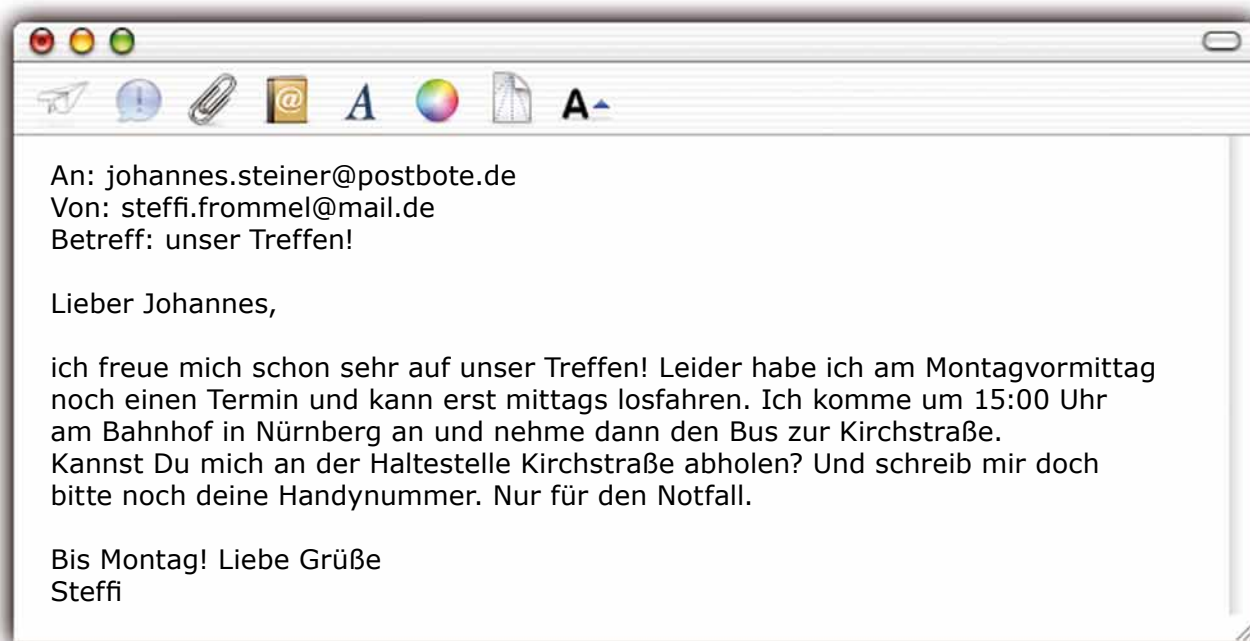 An: johannes.steiner@postbote.de
Von: steffi.frommel@mail.de
Betreff: unser Treffen!
Lieber Johannes,
ich freue mich schon sehr auf unser Treffen! Leider habe ich am Montagvormittag
noch einen Termin und kann erst mittags losfahren. Ich komme um 15:00 Uhr
am Bahnhof in Nürnberg an und nehme dann den Bus zur Kirchstraße.
Kannst Du mich an der Haltestelle Kirchstraße abholen? Und schreib mir doch
bitte noch deine Handynummer. Nur für den Notfall.
Bis Montag! Liebe Grüße
Steffi